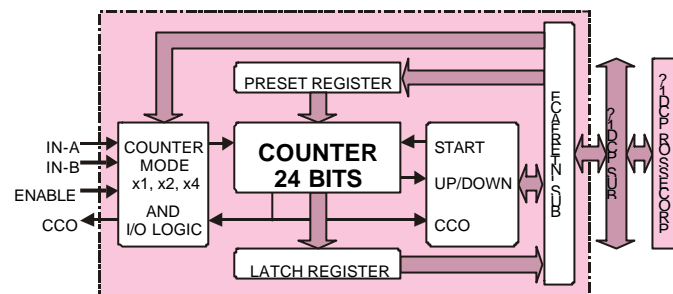 PRESET REGISTER
IN-A
IN-B
ENABLE
CCO
COUNTER
MODE
x1, x2, x4
AND
I/O LOGIC
COUNTER
24 BITS
START
UP/DOWN
CCO
LATCH REGISTER